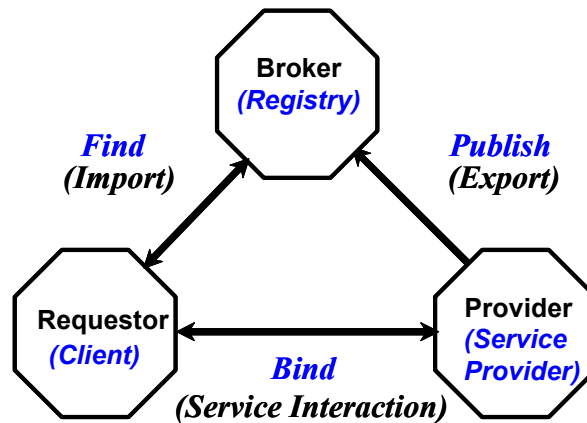 Broker
(Registry)
Find
(Import)
Publish
(Export)
Requestor
(Client)
Provider
(Service
Provider)
Bind
(Service Interaction)